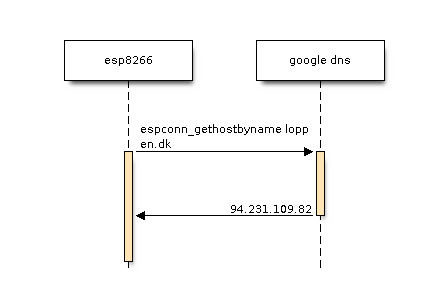 esp8266
google dns
espconn_gethostbyname lopp
en.dk
94.231.109.82